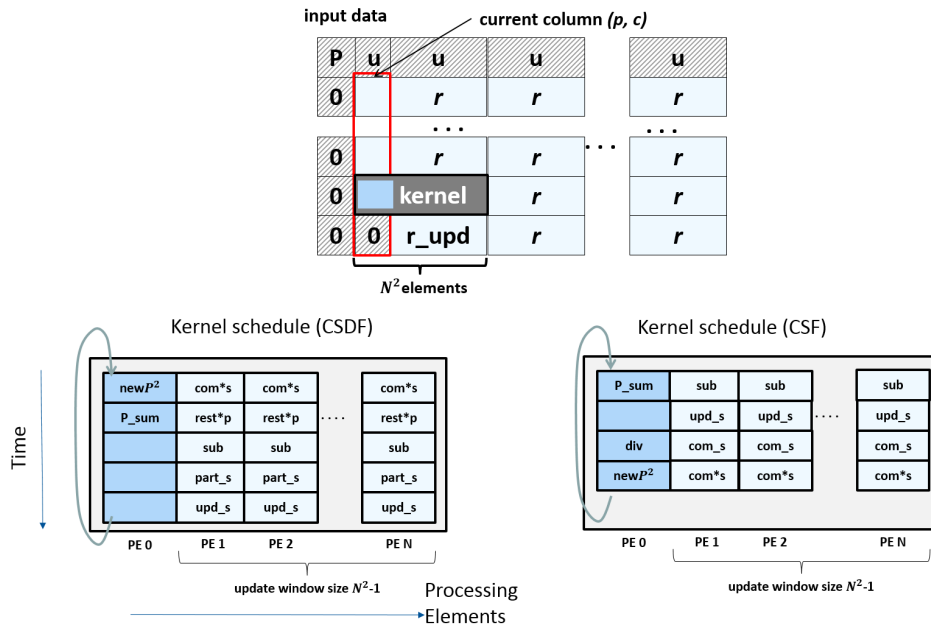 input data
current column (p, c)
P u u u u
0 r r r
... ...
0 r r ... r
0 kernel r r
0 0 r_upd r r
N² elements
Kernel schedule (CSDF)
newP² com*s com*s com*s
P_sum rest*p rest*p .... rest*p
sub sub sub
part_s part_s part_s
upd_s upd_s upd_s
PE 0 PE 1 PE 2 PE N
update window size N²-1
Time
Processing
Elements
Kernel schedule (CSF)
P_sum sub sub sub
upd_s upd_s .... upd_s
div com_s com_s com_s
newP² com*s com*s com*s
PE 0 PE 1 PE 2 PE N
update window size N²-1